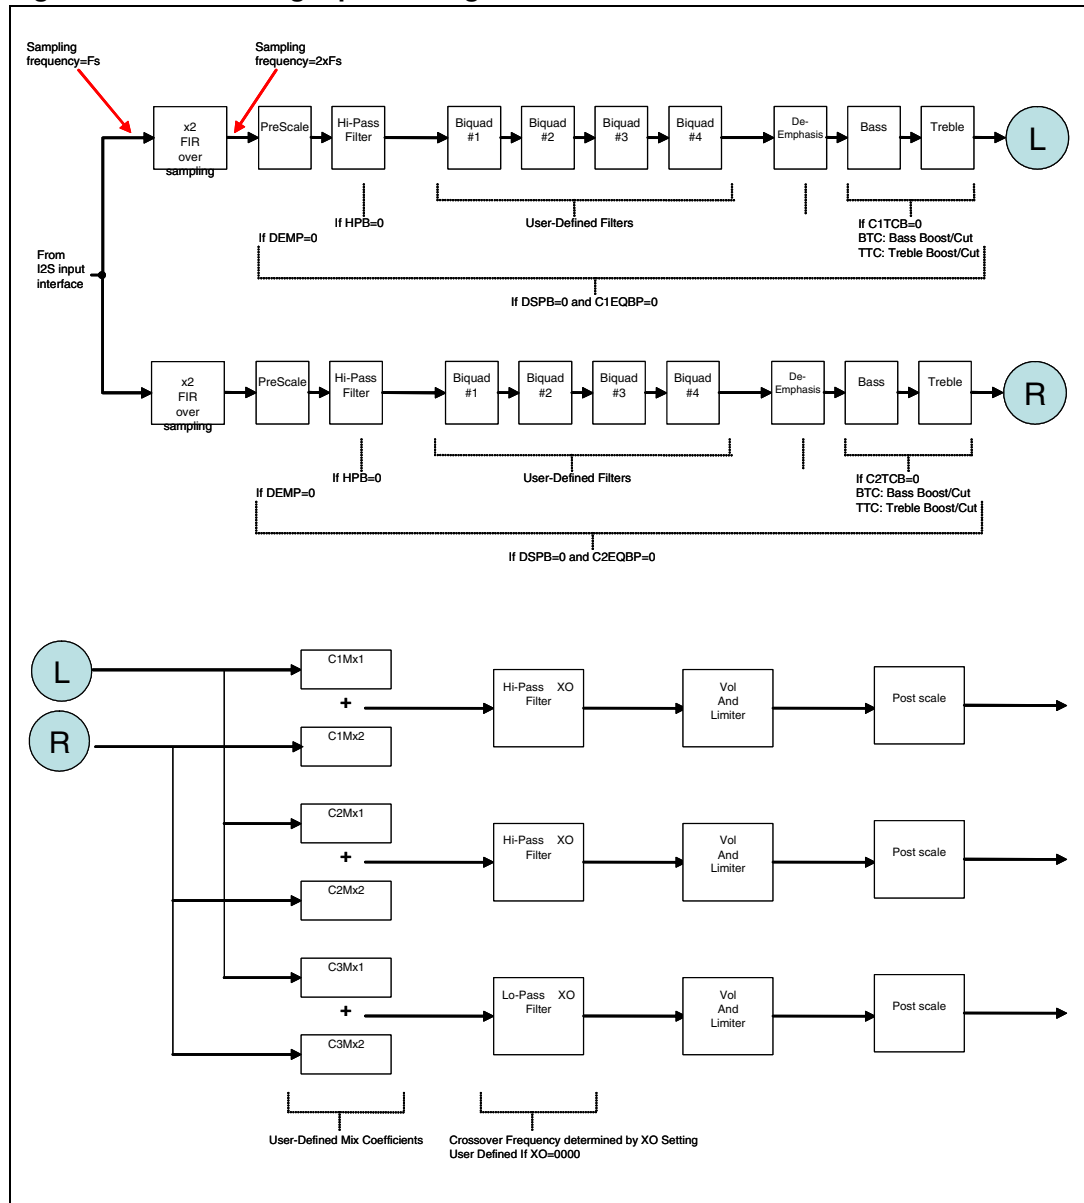 Sampling
frequency=Fs
Sampling
frequency=2xFs
x2
FIR
over
sampling
PreScale
Hi-Pass
Filter
Biquad
#1
Biquad
#2
Biquad
#3
Biquad
#4
De-
Emphasis
Bass
Treble
L
If HPB=0
User-Defined Filters
If C1TCB=0
BTC: Bass Boost/Cut
TTC: Treble Boost/Cut
If DEMP=0
From
I2S input
interface
If DSPB=0 and C1EQBP=0
x2
FIR
over
sampling
PreScale
Hi-Pass
Filter
Biquad
#1
Biquad
#2
Biquad
#3
Biquad
#4
De-
Emphasis
Bass
Treble
R
If HPB=0
User-Defined Filters
If C2TCB=0
BTC: Bass Boost/Cut
TTC: Treble Boost/Cut
If DEMP=0
If DSPB=0 and C2EQBP=0
L
R
C1Mx1
+
C1Mx2
Hi-Pass XO
Filter
Vol
And
Limiter
Post scale
C2Mx1
+
C2Mx2
Hi-Pass XO
Filter
Vol
And
Limiter
Post scale
C3Mx1
+
C3Mx2
Lo-Pass XO
Filter
Vol
And
Limiter
Post scale
User-Defined Mix Coefficients
Crossover Frequency determined by XO Setting
User Defined If XO=0000